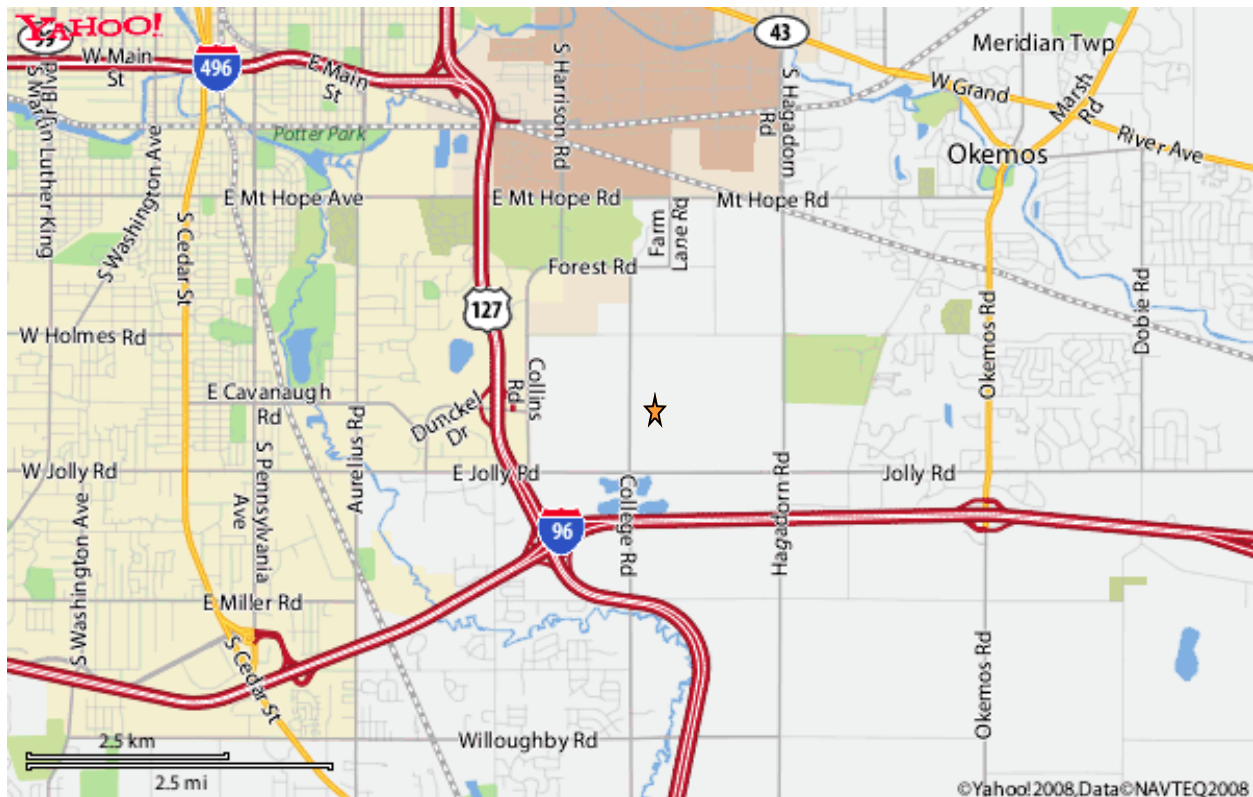 YAHOO!
99
W Main
St
496
E Main
St
S Harrison Rd
43
Meridian Twp
W Grand
Marsh
Rd
River Ave
S Hagadorn
Rd
Okemos
Potter Park
S Martin Luther King
S Washington Ave
E Mt Hope Ave
E Mt Hope Rd
Mt Hope Rd
Farm
Lane Rd
S Cedar St
Forest Rd
127
Okemos Rd
Dobie Rd
W Holmes Rd
Collins
Rd
E Cavanaugh
Rd
Dunckel
Dr
Aurelius Rd
W Jolly Rd
S Pennsylvania
Ave
E Jolly Rd
College Rd
Hagadorn Rd
Jolly Rd
S Washington Ave
96
E Miller Rd
S Cedar St
Okemos Rd
Willoughby Rd
2.5 km
2.5 mi
©Yahoo!2008,Data©NAVTEQ2008